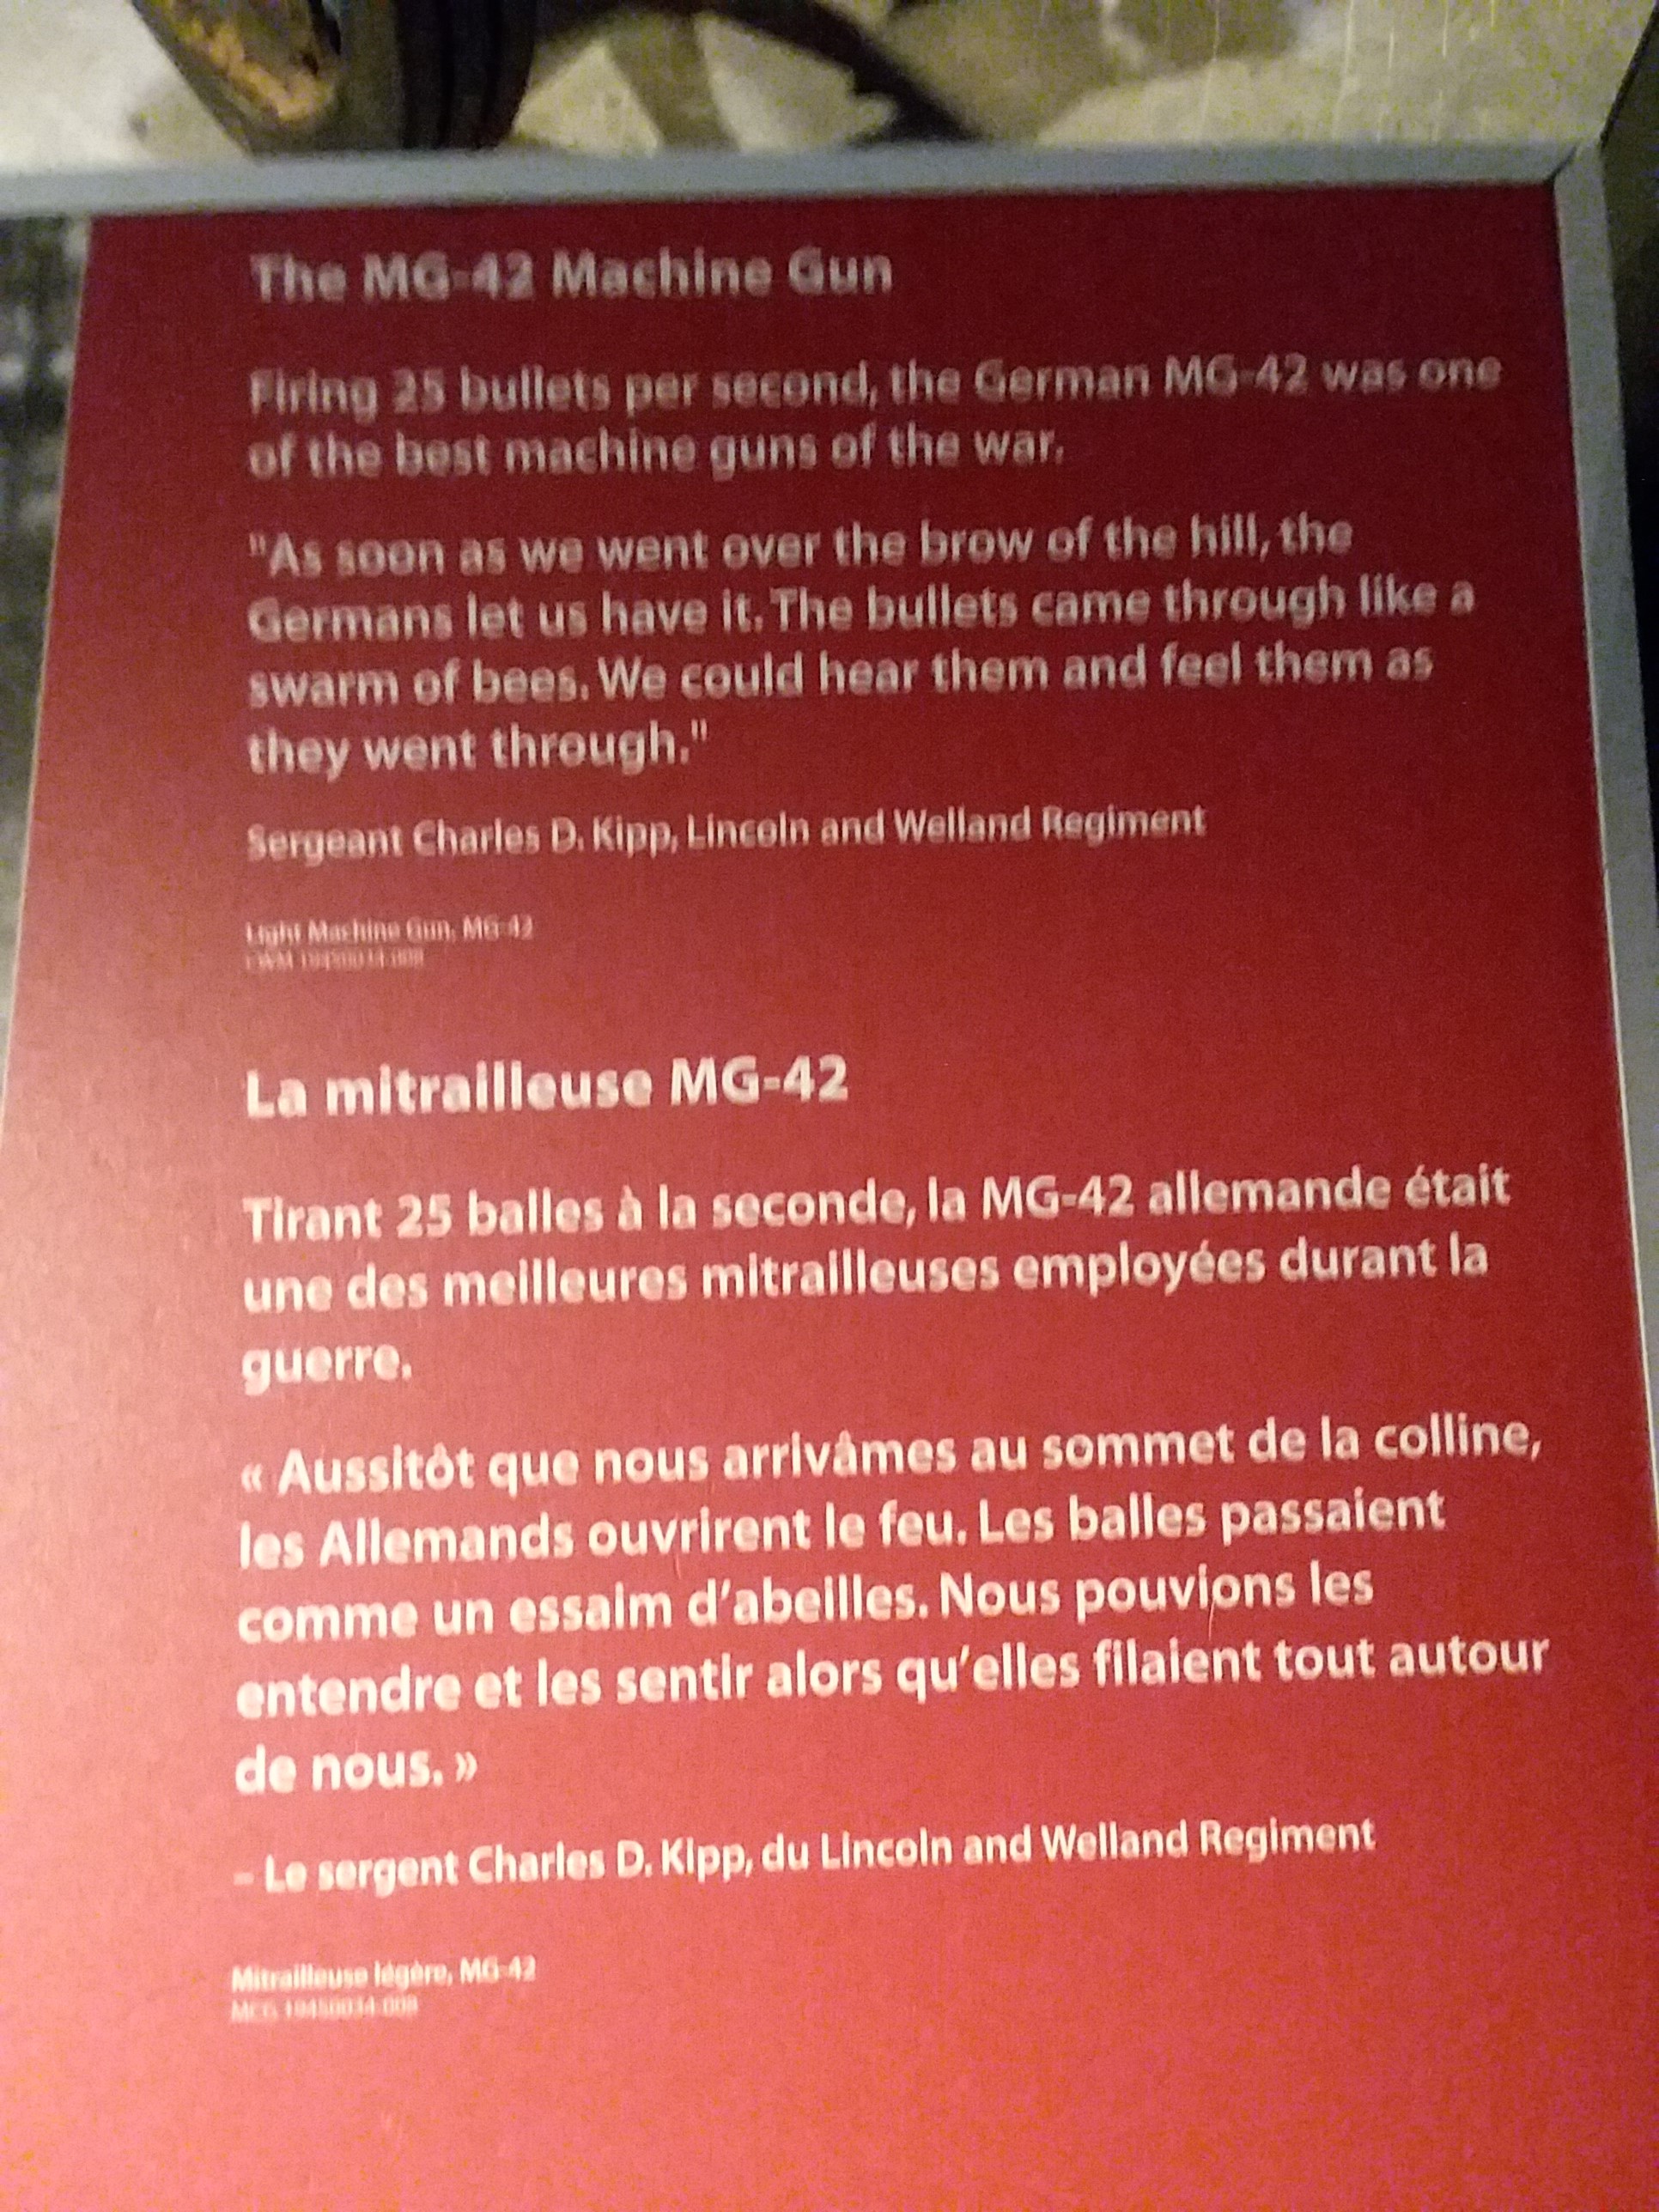 The MG-42 Machine Gun
Firing 25 bullets per second, the German MG-42 was one
of the best machine guns of the war.
"As soon as we went over the brow of the hill, the
Germans let us have it. The bullets came through like a
swarm of bees. We could hear them and feel them as
they went through."
Sergeant Charles D. Kipp, Lincoln and Welland Regiment
Light Machine Gun, MG-42
CWM 19450034-008
La mitrailleuse MG-42
Tirant 25 balles à la seconde, la MG-42 allemande était
une des meilleures mitrailleuses employées durant la
guerre.
« Aussitôt que nous arrivâmes au sommet de la colline,
les Allemands ouvrirent le feu. Les balles passaient
comme un essaim d'abeilles. Nous pouvions les
entendre et les sentir alors qu'elles filaient tout autour
de nous. »
– Le sergent Charles D. Kipp, du Lincoln and Welland Regiment
Mitrailleuse légère, MG-42
MCG 19450034-008